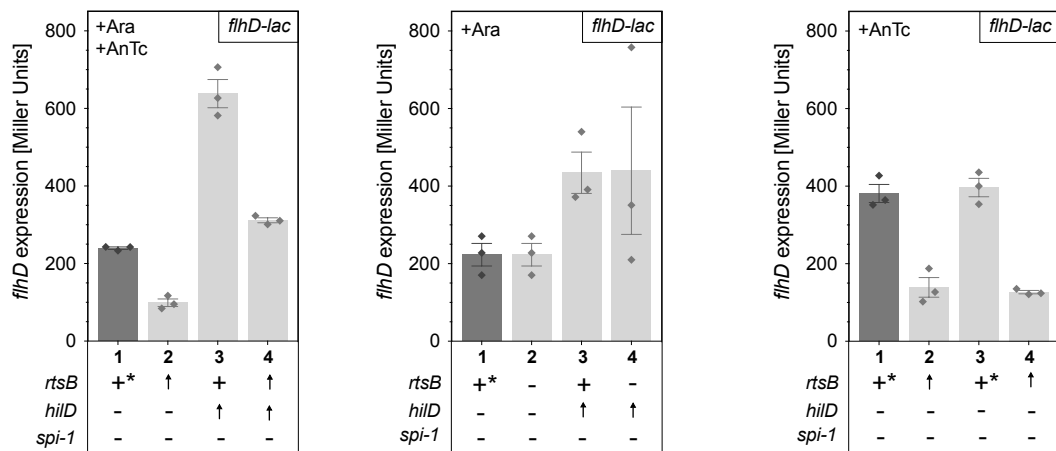 +Ara
+AnTc
flhD-lac
flhD expression [Miller Units]
800
600
400
200
0
1 2 3 4
rtsB +* ↑ + ↑
hilD - - ↑ ↑
spi-1 - - - -
+Ara
flhD-lac
flhD expression [Miller Units]
800
600
400
200
0
1 2 3 4
rtsB +* - + -
hilD - - ↑ ↑
spi-1 - - - -
+AnTc
flhD-lac
flhD expression [Miller Units]
800
600
400
200
0
1 2 3 4
rtsB +* ↑ +* ↑
hilD - - - -
spi-1 - - - -